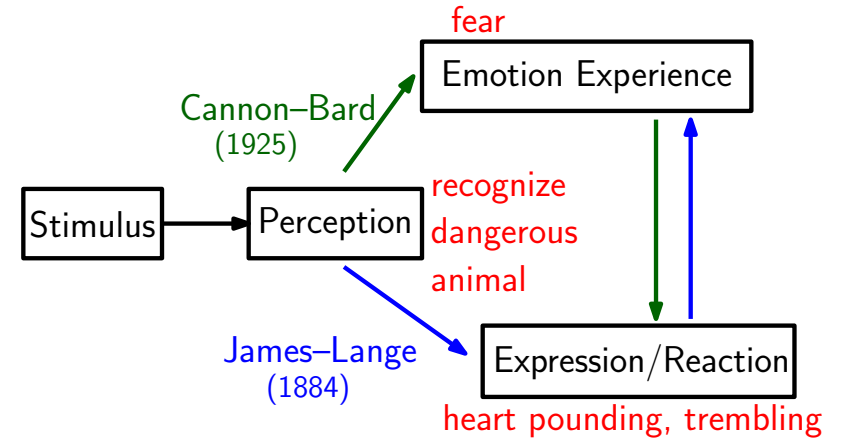 fear
Emotion Experience
Cannon–Bard
(1925)
Stimulus
Perception
recognize
dangerous
animal
James–Lange
(1884)
Expression/Reaction
heart pounding, trembling